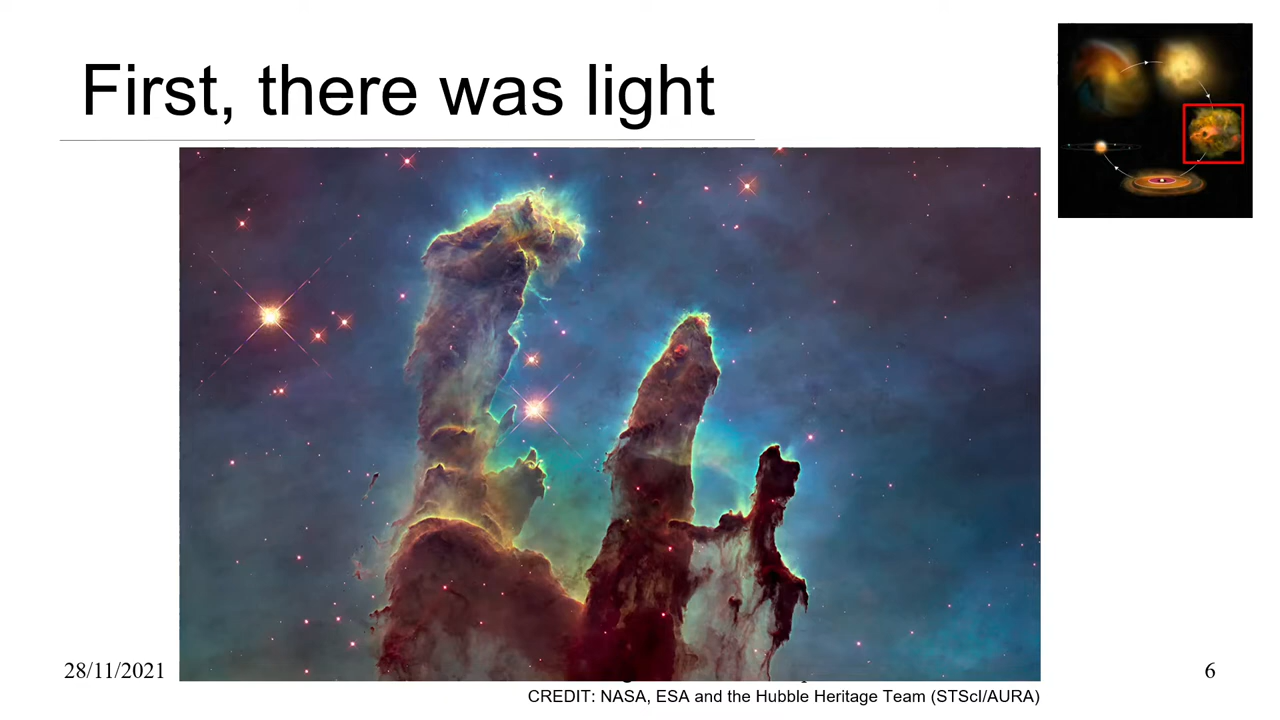 First, there was light
28/11/2021
6
CREDIT: NASA, ESA and the Hubble Heritage Team (STScI/AURA)